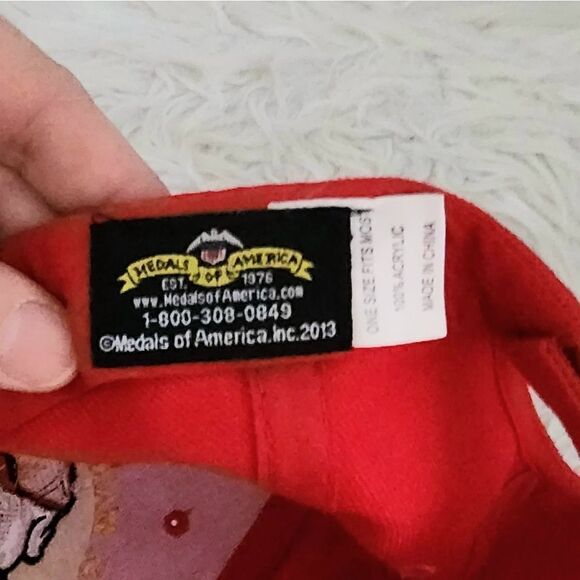 MEDALS OF AMERICA
EST. 1976
www.MedalsofAmerica.com
1-800-308-0849
©Medals of America.Inc.2013
ONE SIZE FITS MOST
100% ACRYLIC
MADE IN CHINA